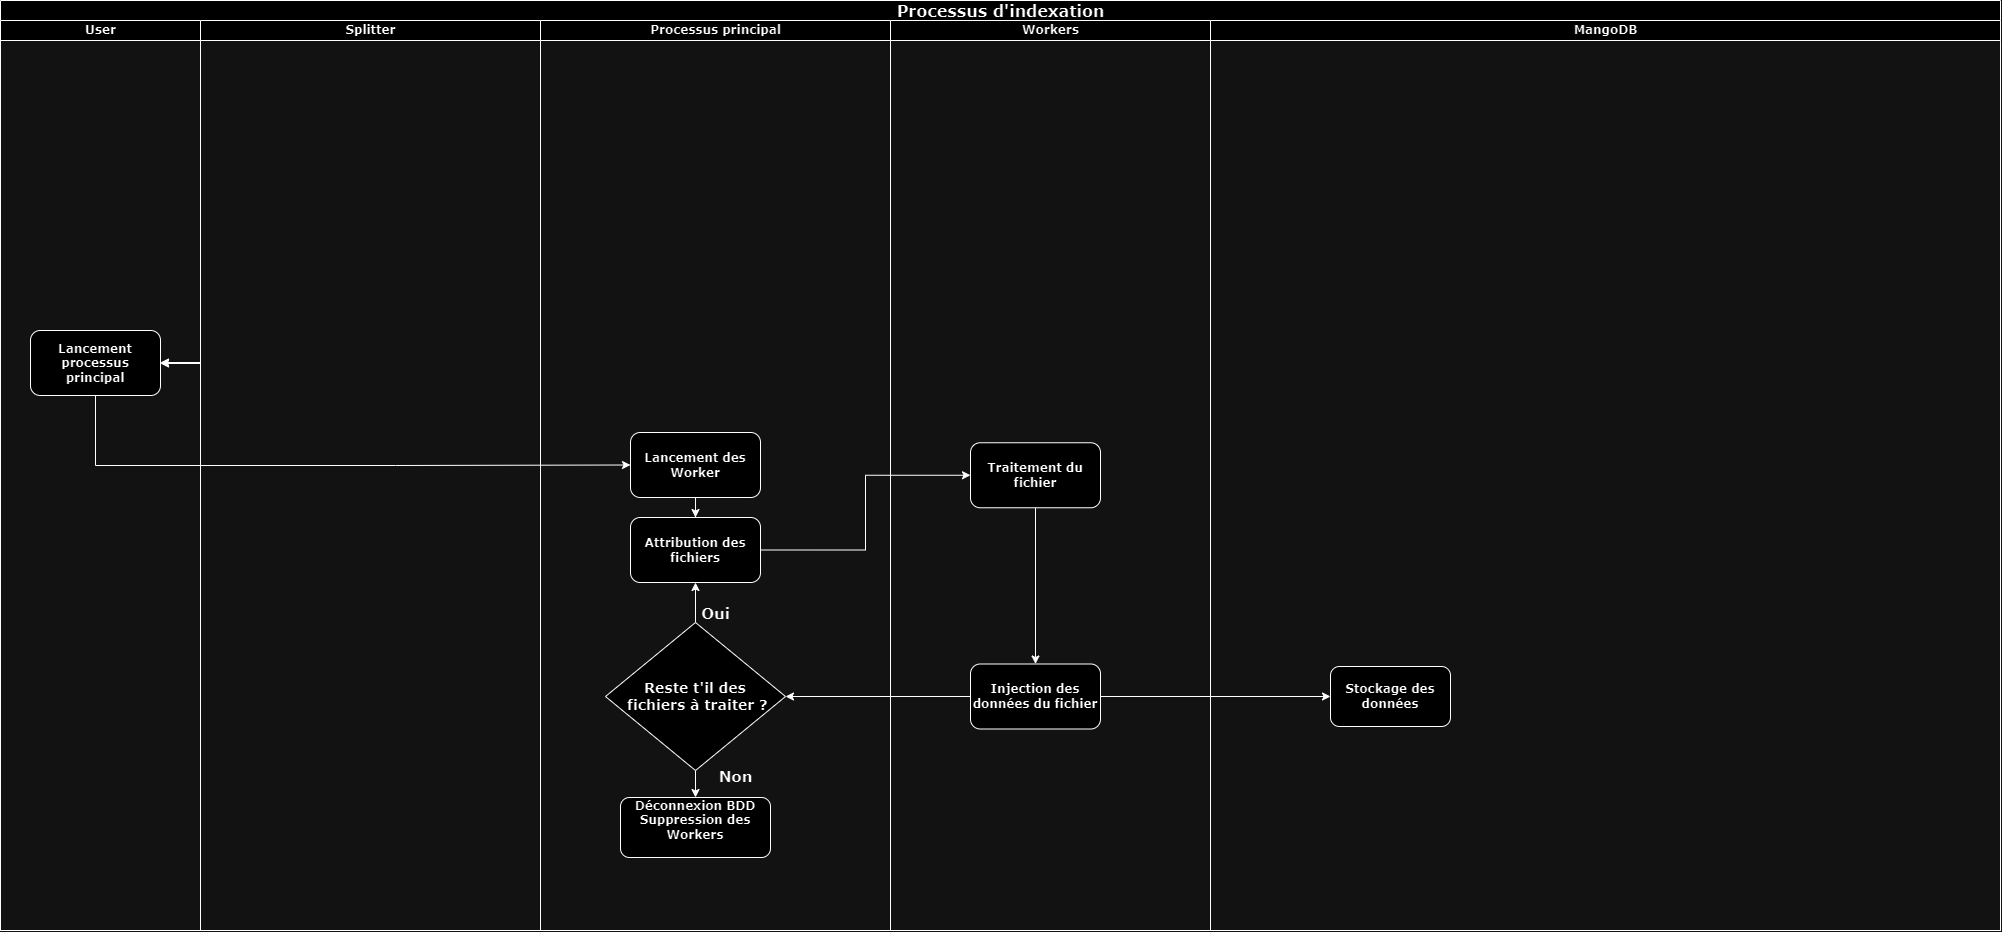 Processus d'indexation
User
Splitter
Processus principal
Workers
MangoDB
Lancement
processus
principal
Lancement des
Worker
Traitement du
fichier
Attribution des
fichiers
Oui
Reste t'il des
fichiers à traiter ?
Injection des
données du fichier
Stockage des
données
Non
Déconnexion BDD
Suppression des
Workers